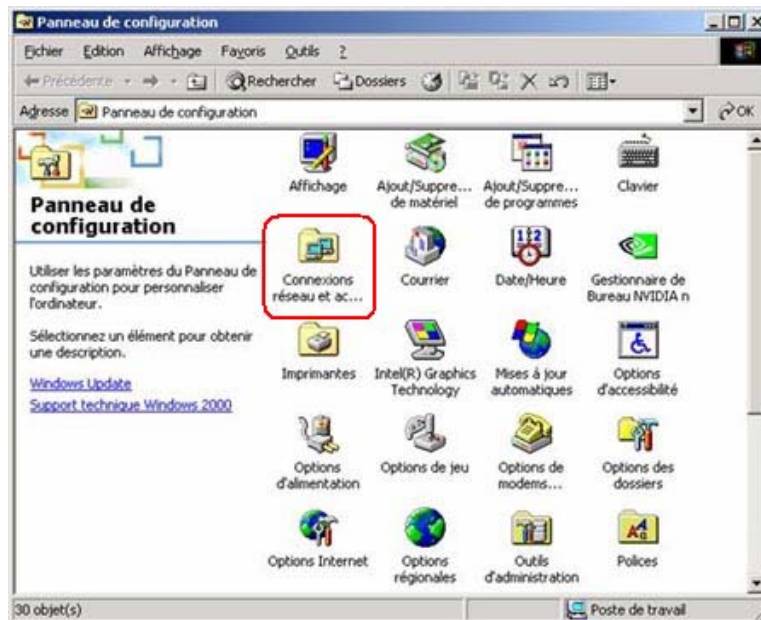 Panneau de configuration
Fichier Edition Affichage Favoris Outils ?
Précédente Rechercher Dossiers
Adresse Panneau de configuration OK
Panneau de
configuration
Utiliser les paramètres du Panneau de
configuration pour personnaliser
l'ordinateur.
Sélectionnez un élément pour obtenir
une description.
Windows Update
Support technique Windows 2000
Affichage
Ajout/Suppre...
de matériel
Ajout/Suppre...
de programmes
Clavier
Connexions
réseau et ac...
Courrier
Date/Heure
Gestionnaire de
Bureau NVIDIA n
Imprimantes
Intel(R) Graphics
Technology
Mises à jour
automatiques
Options
d'accessibilité
Options
d'alimentation
Options de jeu
Options de
modems...
Options des
dossiers
Options Internet
Options
régionales
Outils
d'administration
Polices
30 objet(s)
Poste de travail